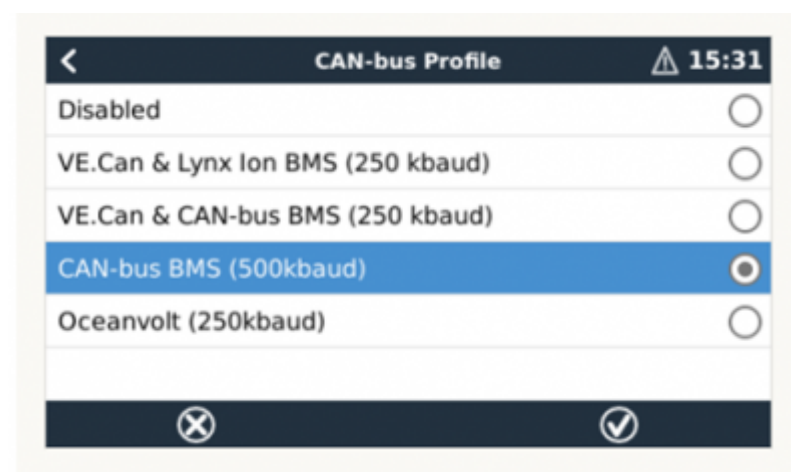 CAN-bus Profile 15:31
Disabled
VE.Can & Lynx Ion BMS (250 kbaud)
VE.Can & CAN-bus BMS (250 kbaud)
CAN-bus BMS (500kbaud)
Oceanvolt (250kbaud)